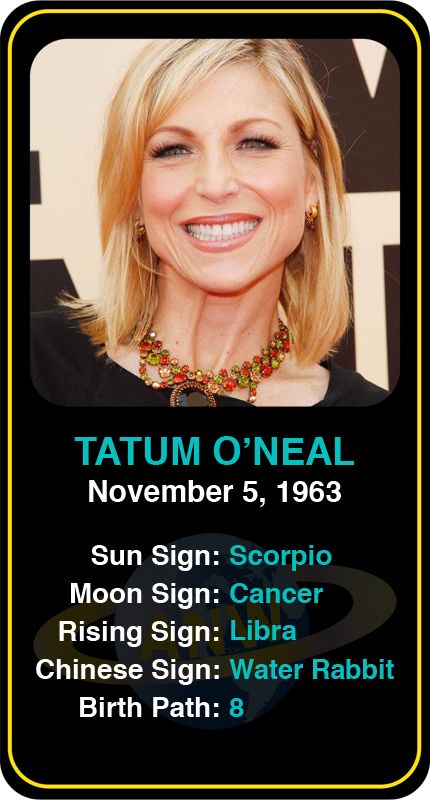 TATUM O’NEAL
November 5, 1963
Sun Sign: Scorpio
Moon Sign: Cancer
Rising Sign: Libra
Chinese Sign: Water Rabbit
Birth Path: 8
ANW